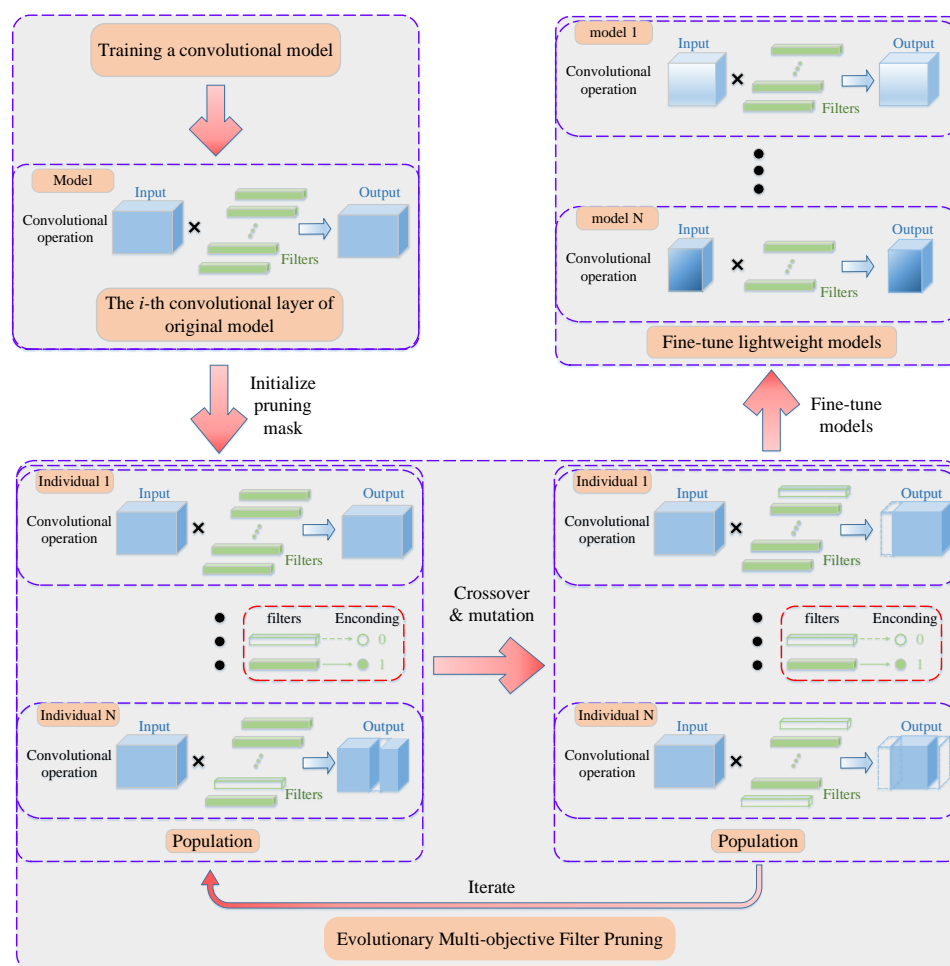 Training a convolutional model
Model
Input
Output
Convolutional
operation
×
Filters
The i-th convolutional layer of
original model
Initialize
pruning
mask
model 1
Input
Output
Convolutional
operation
×
Filters
model N
Input
Output
Convolutional
operation
×
Filters
Fine-tune lightweight models
Fine-tune
models
Individual 1
Input
Output
Convolutional
operation
×
Filters
filters
Enconding
0
1
Individual N
Input
Output
Convolutional
operation
×
Filters
Population
Crossover
& mutation
Individual 1
Input
Output
Convolutional
operation
×
Filters
filters
Enconding
0
1
Individual N
Input
Output
Convolutional
operation
×
Filters
Population
Iterate
Evolutionary Multi-objective Filter Pruning